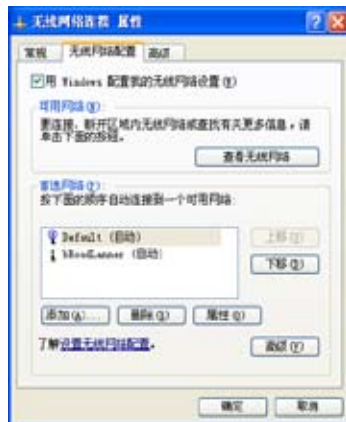 无线网络连接 属性
常规 无线网络配置 高级
用 Windows 配置我的无线网络设置(W)
可用网络(N):
要连接、断开区域内无线网络或查找有关更多信息，请
单击下面的按钮。
查看无线网络
首选网络(P):
按下面的顺序自动连接到一个可用网络:
Default (自动)
(自动)
上移(U)
下移(D)
添加(A)... 删除(R) 属性(O)
了解设置无线网络配置。
高级(V)
确定 取消